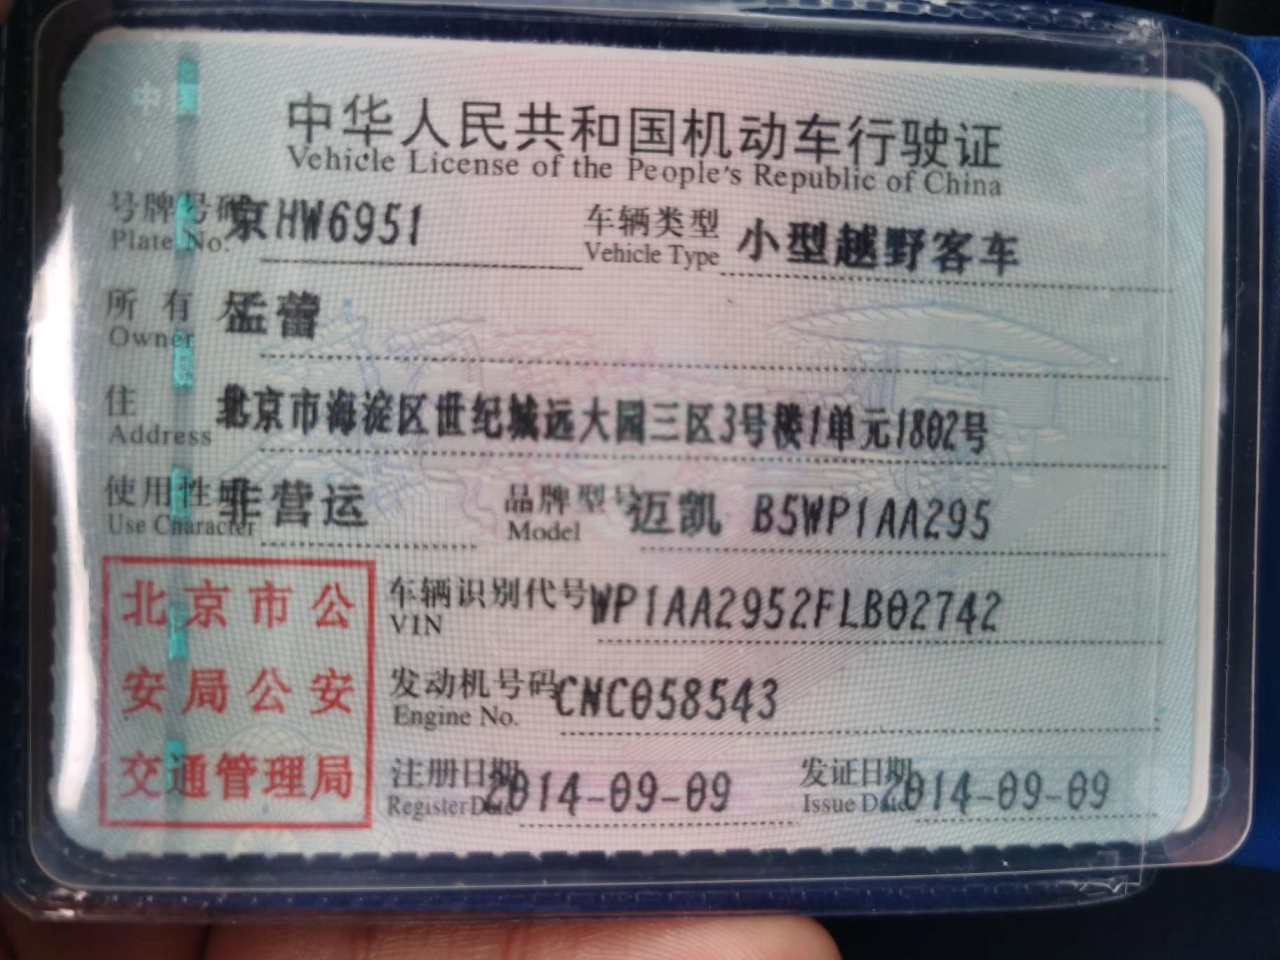 中华人民共和国机动车行驶证
Vehicle License of the People's Republic of China
号牌号码 京HW6951 车辆类型 小型越野客车
Plate No. Vehicle Type
所有人 孟蕾
Owner
住 北京市海淀区世纪城远大园三区3号楼1单元1802号
Address
使用性质 非营运 品牌型号 迈凯 B5WP1AA295
Use Character Model
北京市公
安局公安
交通管理局
车辆识别代号 WP1AA2952FLB02742
VIN
发动机号码 CNC058543
Engine No.
注册日期 2014-09-09 发证日期 2014-09-09
Register Date Issue Date